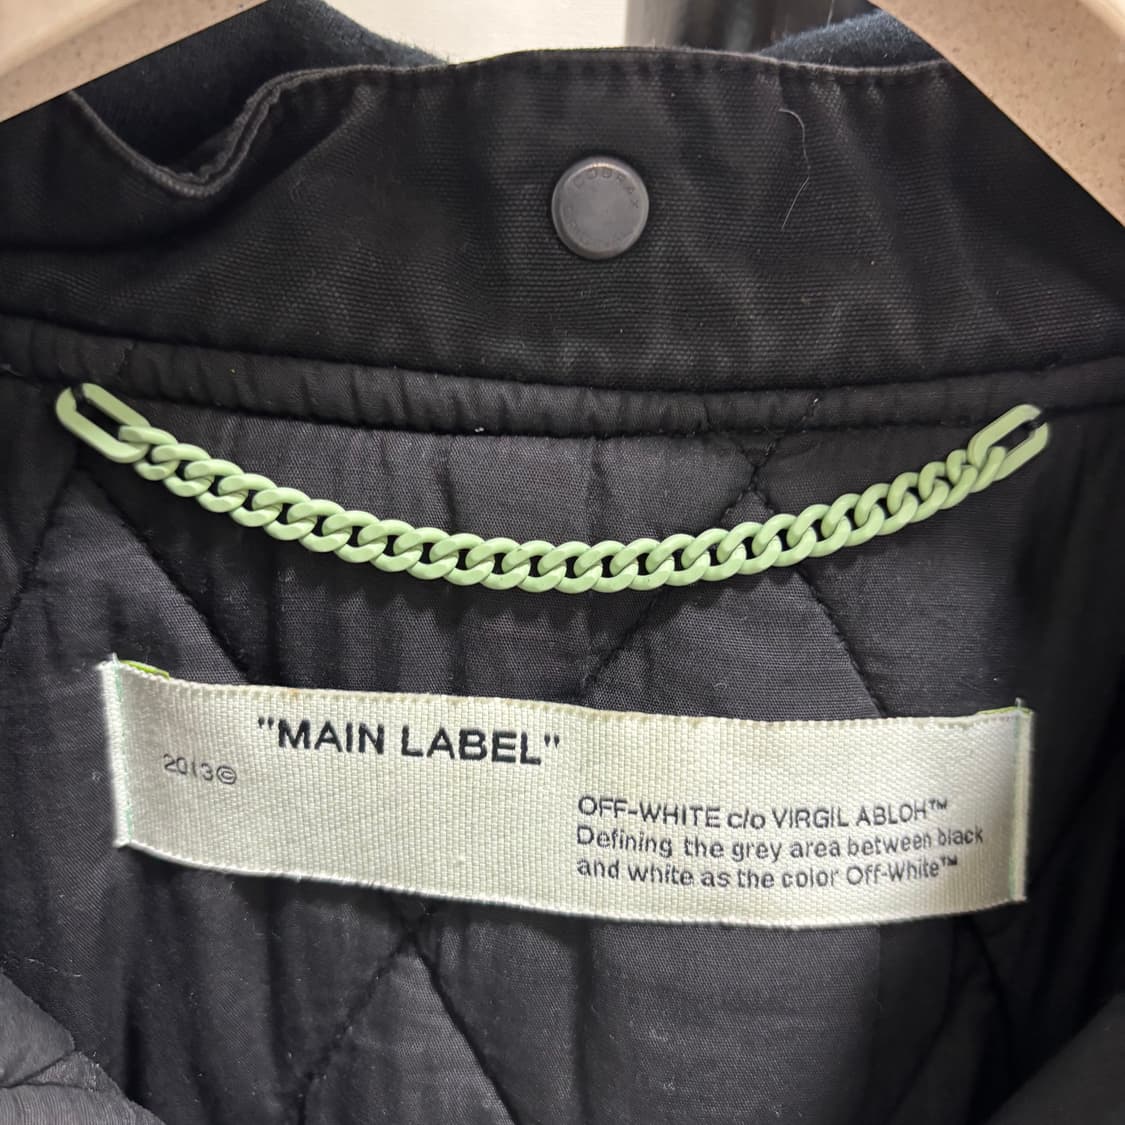 COBRAX
"MAIN LABEL"
2013©
OFF-WHITE c/o VIRGIL ABLOH™
Defining the grey area between black
and white as the color Off-White™